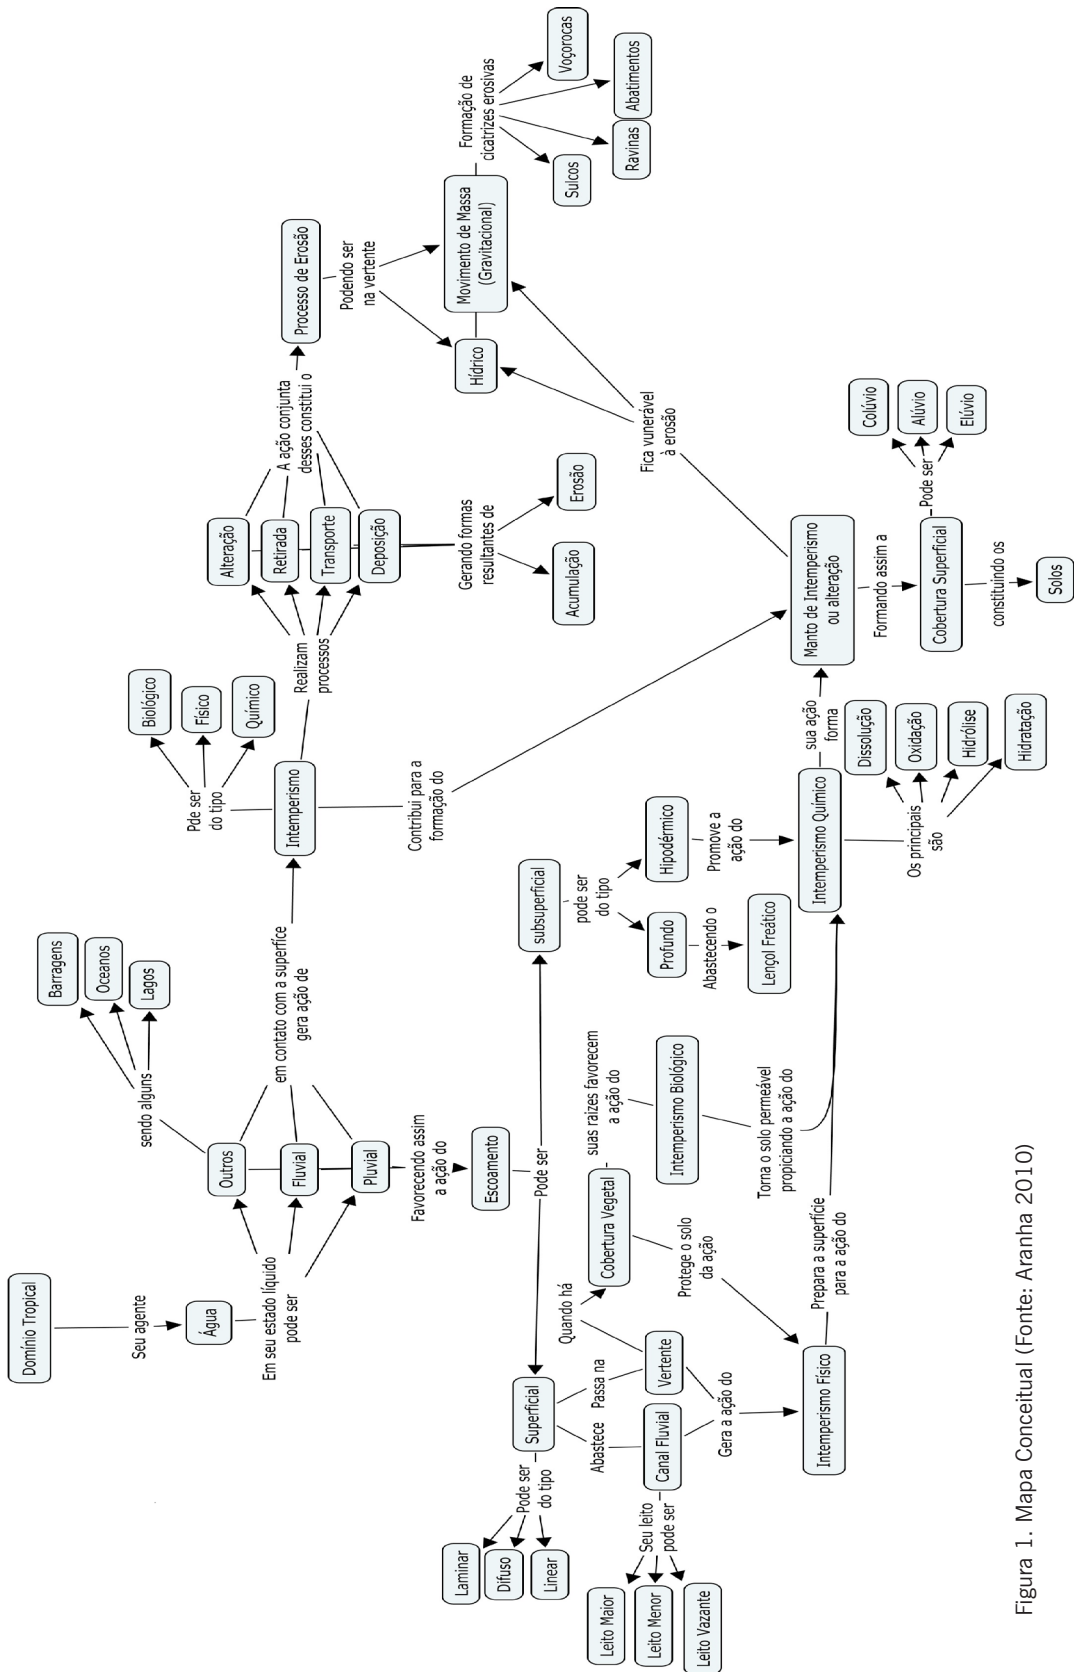 Domínio Tropical
Seu agente
Água
Em seu estado líquido
pode ser
Outros
Fluvial
Pluvial
sendo alguns
Barragens
Oceanos
Lagos
em contato com a superfíce
gera ação de
Intemperismo
Pde ser
do tipo
Biológico
Físico
Químico
Realizam
processos
Alteração
Retirada
Transporte
Deposição
A ação conjunta
desses constitui o
Processo de Erosão
Podendo ser
na vertente
Hídrico
Movimento de Massa
(Gravitacional)
Formação de
cicatrizes erosivas
Sulcos
Ravinas
Abatimentos
Voçorocas
Gerando formas
resultantes de
Acumulação
Erosão
Contribui para a
formação do
Fica vunerável
à erosão
Favorecendo assim
a ação do
Escoamento
Pode ser
Superficial
subsuperficial
Pode ser
do tipo
Laminar
Difuso
Linear
Abastece
Passa na
Canal Fluvial
Vertente
Seu leito
pode ser
Leito Maior
Leito Menor
Leito Vazante
Quando há
Cobertura Vegetal
suas raizes favorecem
a ação do
Intemperismo Biológico
Protege o solo
da ação
Gera a ação do
Intemperismo Físico
Torna o solo permeável
propiciando a ação do
Prepara a superfície
para a ação do
pode ser
do tipo
Profundo
Hipodérmico
Abastecendo o
Lençol Freático
Promove a
ação do
Intemperismo Químico
Os principais
são
Dissolução
Oxidação
Hidrólise
Hidratação
sua ação
forma
Manto de Intemperismo
ou alteração
Formando assim a
Cobertura Superficial
Pode ser
Colúvio
Alúvio
Elúvio
constituindo os
Solos
Figura 1. Mapa Conceitual (Fonte: Aranha 2010)